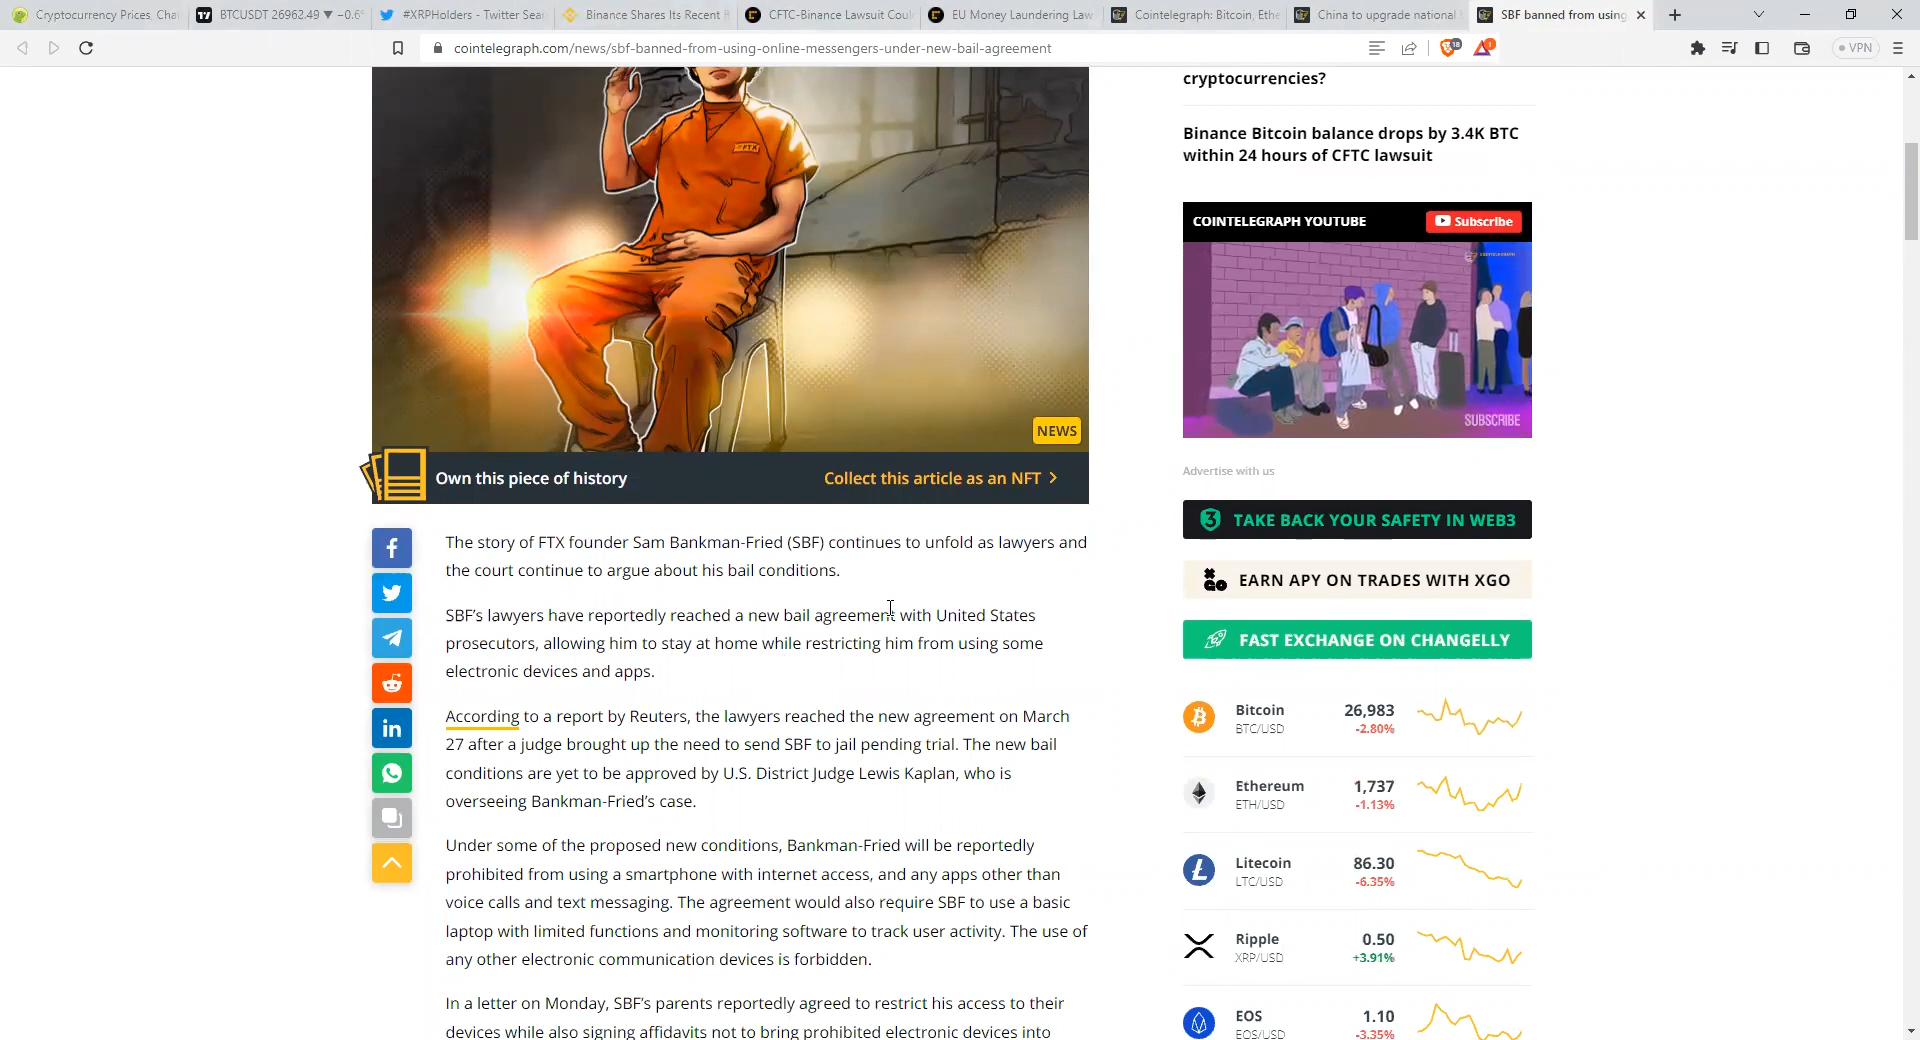 Cryptocurrency Prices, Cha
BTCUSDT 26962.49 ▼ −0.6
#XRPHolders - Twitter Sear
Binance Shares Its Recent
CFTC-Binance Lawsuit Coul
EU Money Laundering Law
Cointelegraph: Bitcoin, Ethe
China to upgrade national
SBF banned from using
cointelegraph.com/news/sbf-banned-from-using-online-messengers-under-new-bail-agreement
18
1
VPN
NEWS
Own this piece of history
Collect this article as an NFT >
The story of FTX founder Sam Bankman-Fried (SBF) continues to unfold as lawyers and
the court continue to argue about his bail conditions.
SBF’s lawyers have reportedly reached a new bail agreement with United States
prosecutors, allowing him to stay at home while restricting him from using some
electronic devices and apps.
According to a report by Reuters, the lawyers reached the new agreement on March
27 after a judge brought up the need to send SBF to jail pending trial. The new bail
conditions are yet to be approved by U.S. District Judge Lewis Kaplan, who is
overseeing Bankman-Fried’s case.
Under some of the proposed new conditions, Bankman-Fried will be reportedly
prohibited from using a smartphone with internet access, and any apps other than
voice calls and text messaging. The agreement would also require SBF to use a basic
laptop with limited functions and monitoring software to track user activity. The use of
any other electronic communication devices is forbidden.
In a letter on Monday, SBF’s parents reportedly agreed to restrict his access to their
devices while also signing affidavits not to bring prohibited electronic devices into
cryptocurrencies?
Binance Bitcoin balance drops by 3.4K BTC
within 24 hours of CFTC lawsuit
COINTELEGRAPH YOUTUBE
Subscribe
SUBSCRIBE
Advertise with us
TAKE BACK YOUR SAFETY IN WEB3
EARN APY ON TRADES WITH XGO
FAST EXCHANGE ON CHANGELLY
Bitcoin 26,983
BTC/USD -2.80%
Ethereum 1,737
ETH/USD -1.13%
Litecoin 86.30
LTC/USD -6.35%
Ripple 0.50
XRP/USD +3.91%
EOS 1.10
EOS/USD -3.35%